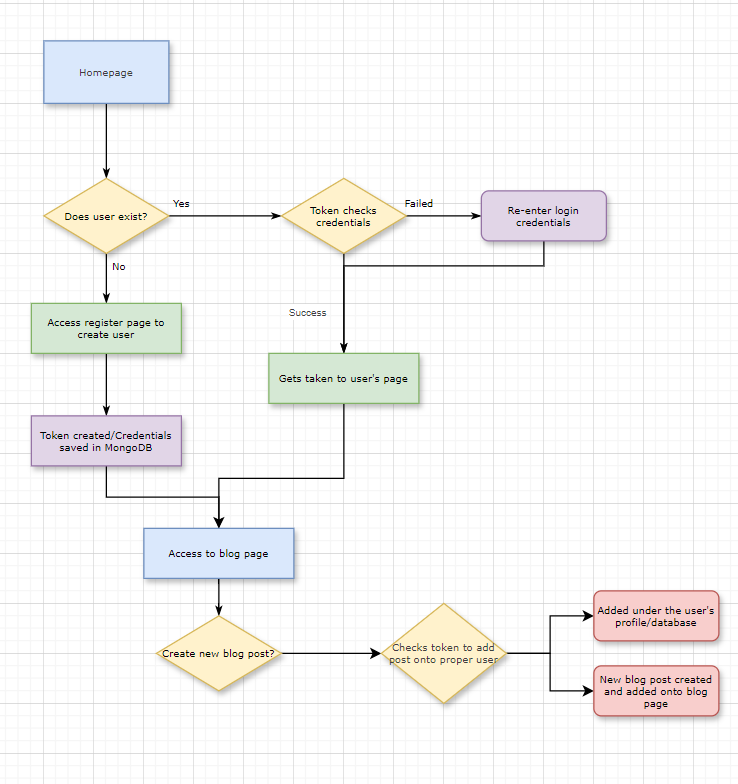 Homepage
Does user exist?
Yes
Token checks
credentials
Failed
Re-enter login
credentials
No
Access register page to
create user
Success
Gets taken to user's page
Token created/Credentials
saved in MongoDB
Access to blog page
Create new blog post?
Checks token to add
post onto proper user
Added under the user's
profile/database
New blog post created
and added onto blog
page